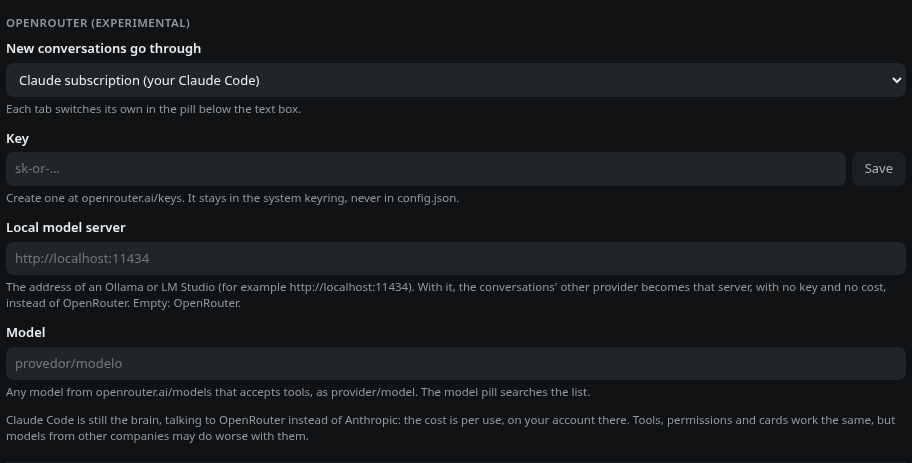 OPENROUTER (EXPERIMENTAL)
New conversations go through
Claude subscription (your Claude Code)
Each tab switches its own in the pill below the text box.
Key
sk-or-...
Save
Create one at openrouter.ai/keys. It stays in the system keyring, never in config.json.
Local model server
http://localhost:11434
The address of an Ollama or LM Studio (for example http://localhost:11434). With it, the conversations' other provider becomes that server, with no key and no cost,
instead of OpenRouter. Empty: OpenRouter.
Model
provedor/modelo
Any model from openrouter.ai/models that accepts tools, as provider/model. The model pill searches the list.
Claude Code is still the brain, talking to OpenRouter instead of Anthropic: the cost is per use, on your account there. Tools, permissions and cards work the same, but
models from other companies may do worse with them.